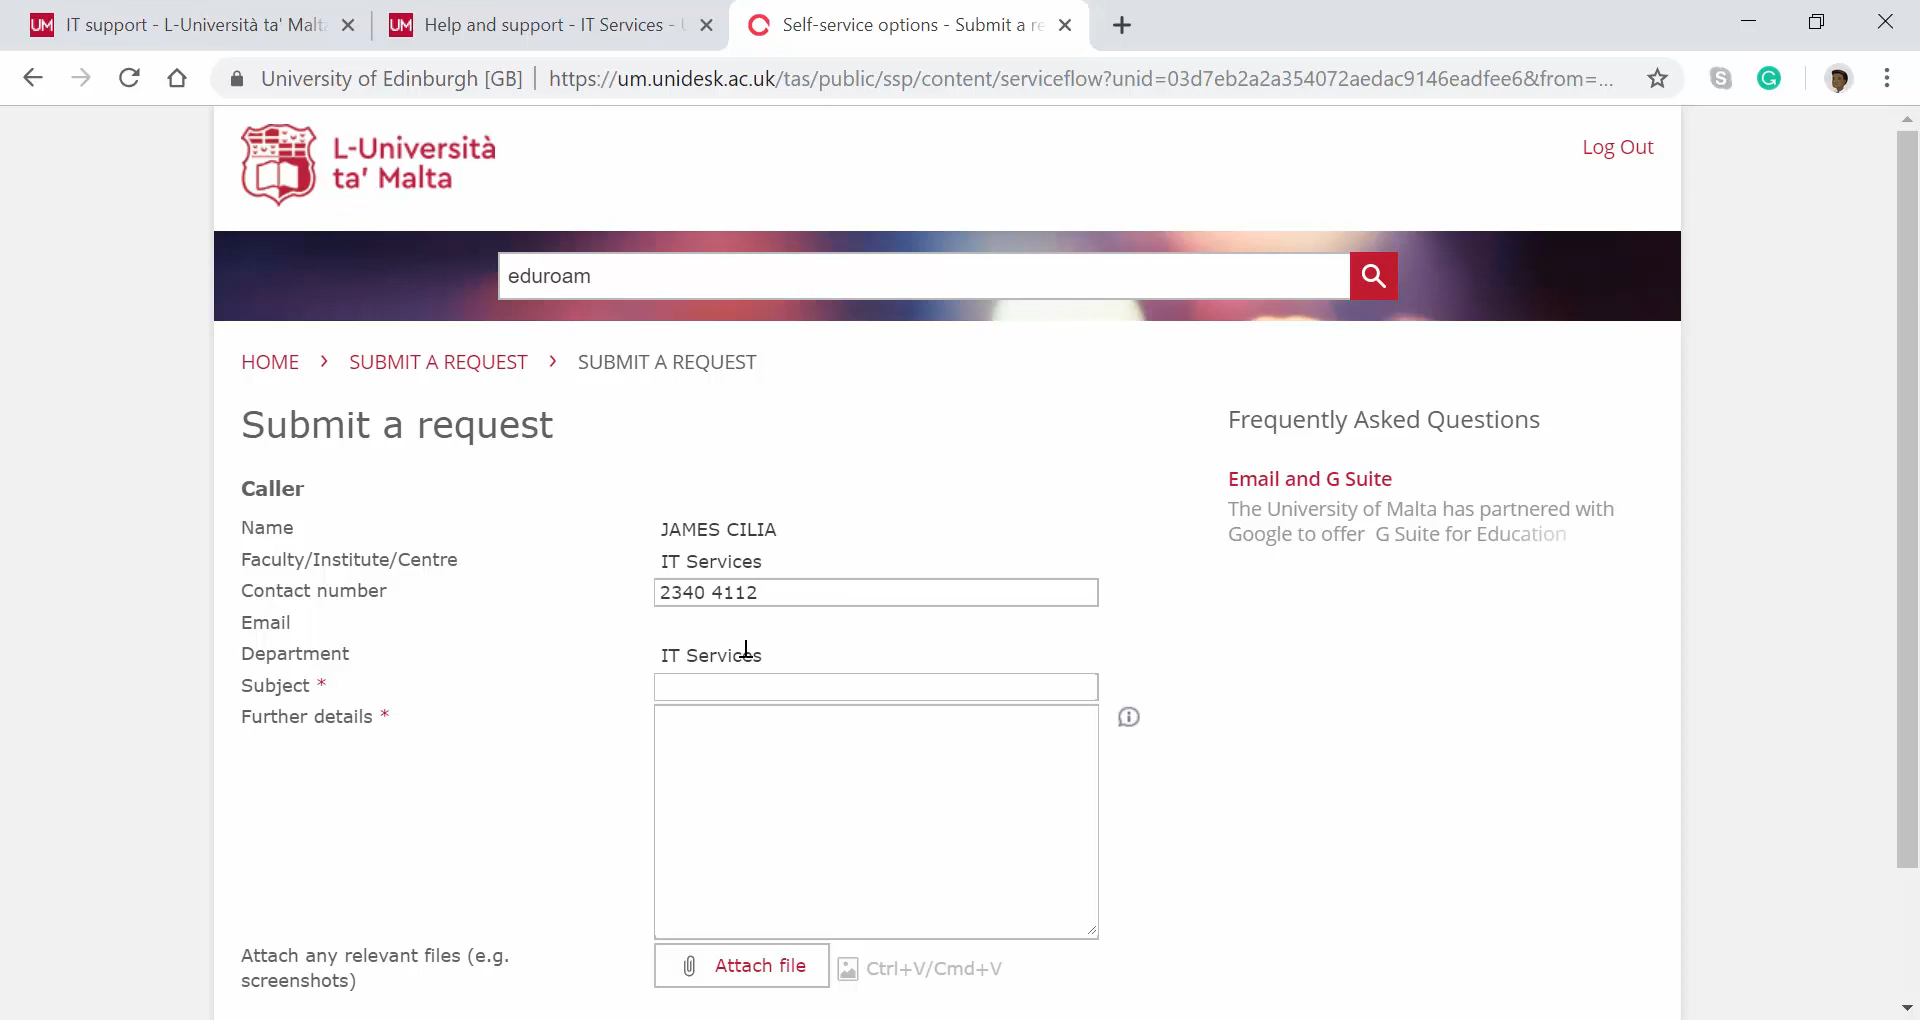 IT support - L-Università ta' Malta
Help and support - IT Services - U
Self-service options - Submit a re
University of Edinburgh [GB]
https://um.unidesk.ac.uk/tas/public/ssp/content/serviceflow?unid=03d7eb2a2a354072aedac9146eadfee6&from=...
L-Università
ta' Malta
Log Out
eduroam
HOME > SUBMIT A REQUEST > SUBMIT A REQUEST
Submit a request
Frequently Asked Questions
Email and G Suite
The University of Malta has partnered with
Google to offer G Suite for Education
Caller
Name JAMES CILIA
Faculty/Institute/Centre IT Services
Contact number 2340 4112
Email
Department IT Services
Subject *
Further details *
Attach any relevant files (e.g.
screenshots)
Attach file Ctrl+V/Cmd+V